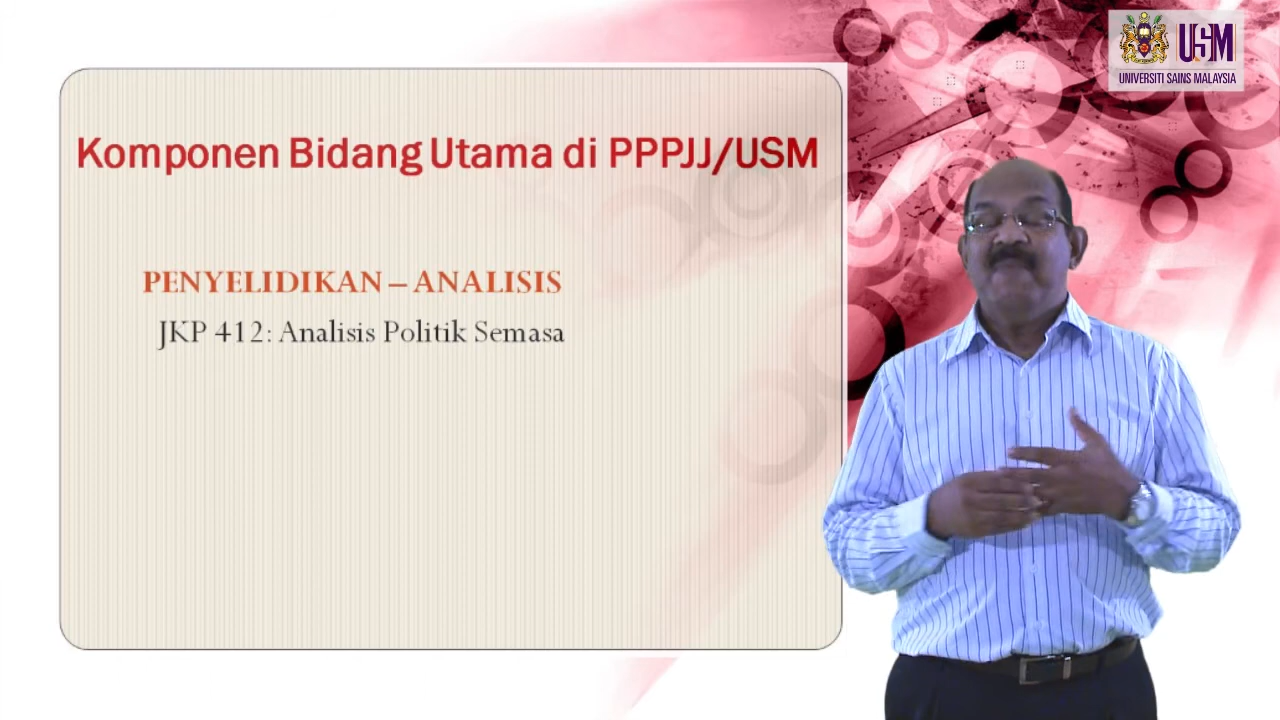 USM
UNIVERSITI SAINS MALAYSIA
Komponen Bidang Utama di PPPJJ/USM
PENYELIDIKAN – ANALISIS
JKP 412: Analisis Politik Semasa